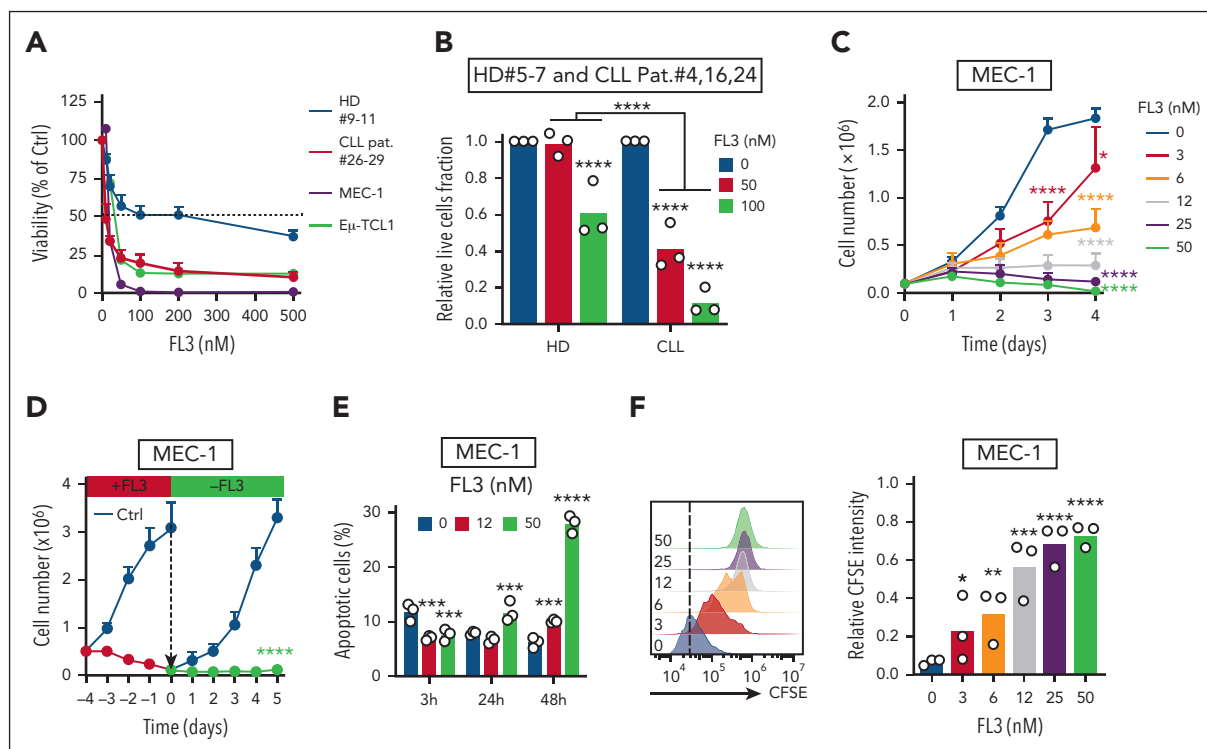 A
Viability (% of Ctrl)
125
100
75
50
25
0
0 100 200 300 400 500
FL3 (nM)
HD
#9-11
CLL pat.
#26-29
MEC-1
Eμ-TCL1
B
HD#5-7 and CLL Pat.#4,16,24
Relative live cells fraction
1.0
0.8
0.6
0.4
0.2
0.0
****
****
****
****
HD CLL
FL3 (nM)
0
50
100
C
MEC-1
Cell number (×10⁶)
2.0
1.5
1.0
0.5
0.0
0 1 2 3 4
Time (days)
****
*
****
****
****
****
FL3 (nM)
0
3
6
12
25
50
D
MEC-1
+FL3 –FL3
Ctrl
Cell number (x10⁶)
4
3
2
1
0
****
–4 –3 –2 –1 0 1 2 3 4 5
Time (days)
E
MEC-1
FL3 (nM)
0 12 50
Apoptotic cells (%)
30
20
10
0
*** *** *** *** ****
3h 24h 48h
F
50
25
12
6
3
0
10⁴ 10⁵ 10⁶ 10⁷
CFSE
MEC-1
Relative CFSE intensity
1.0
0.8
0.6
0.4
0.2
0.0
* ** *** **** ****
0 3 6 12 25 50
FL3 (nM)